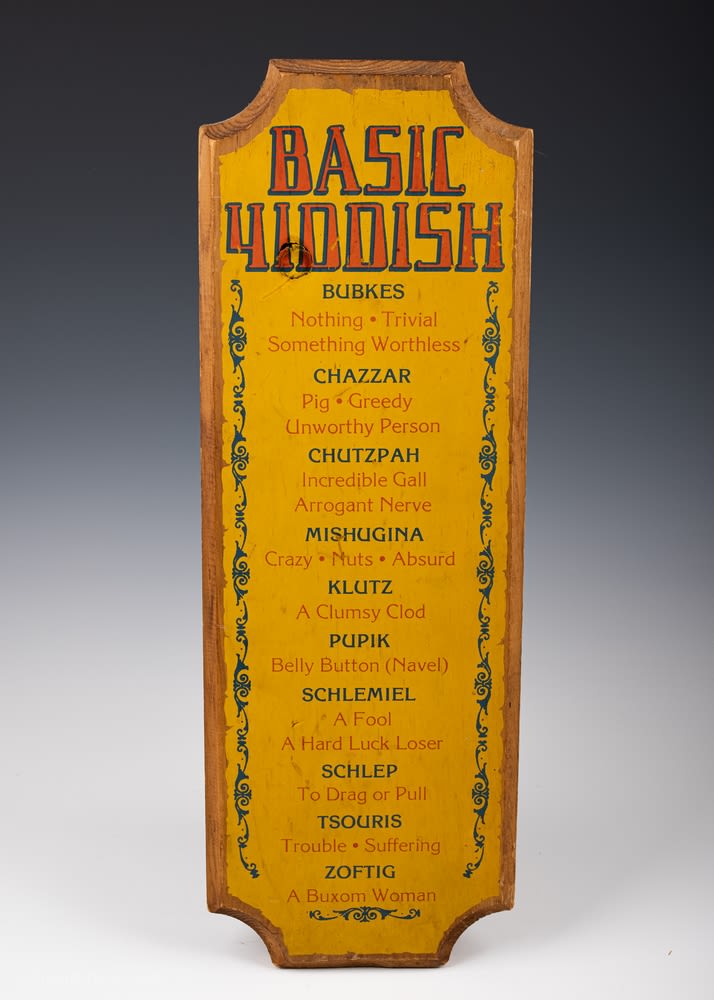 BASIC
YIDDISH
BUBKES
Nothing • Trivial
Something Worthless
CHAZZAR
Pig • Greedy
Unworthy Person
CHUTZPAH
Incredible Gall
Arrogant Nerve
MISHUGINA
Crazy • Nuts • Absurd
KLUTZ
A Clumsy Clod
PUPIK
Belly Button (Navel)
SCHLEMIEL
A Fool
A Hard Luck Loser
SCHLEP
To Drag or Pull
TSOURIS
Trouble • Suffering
ZOFTIG
A Buxom Woman